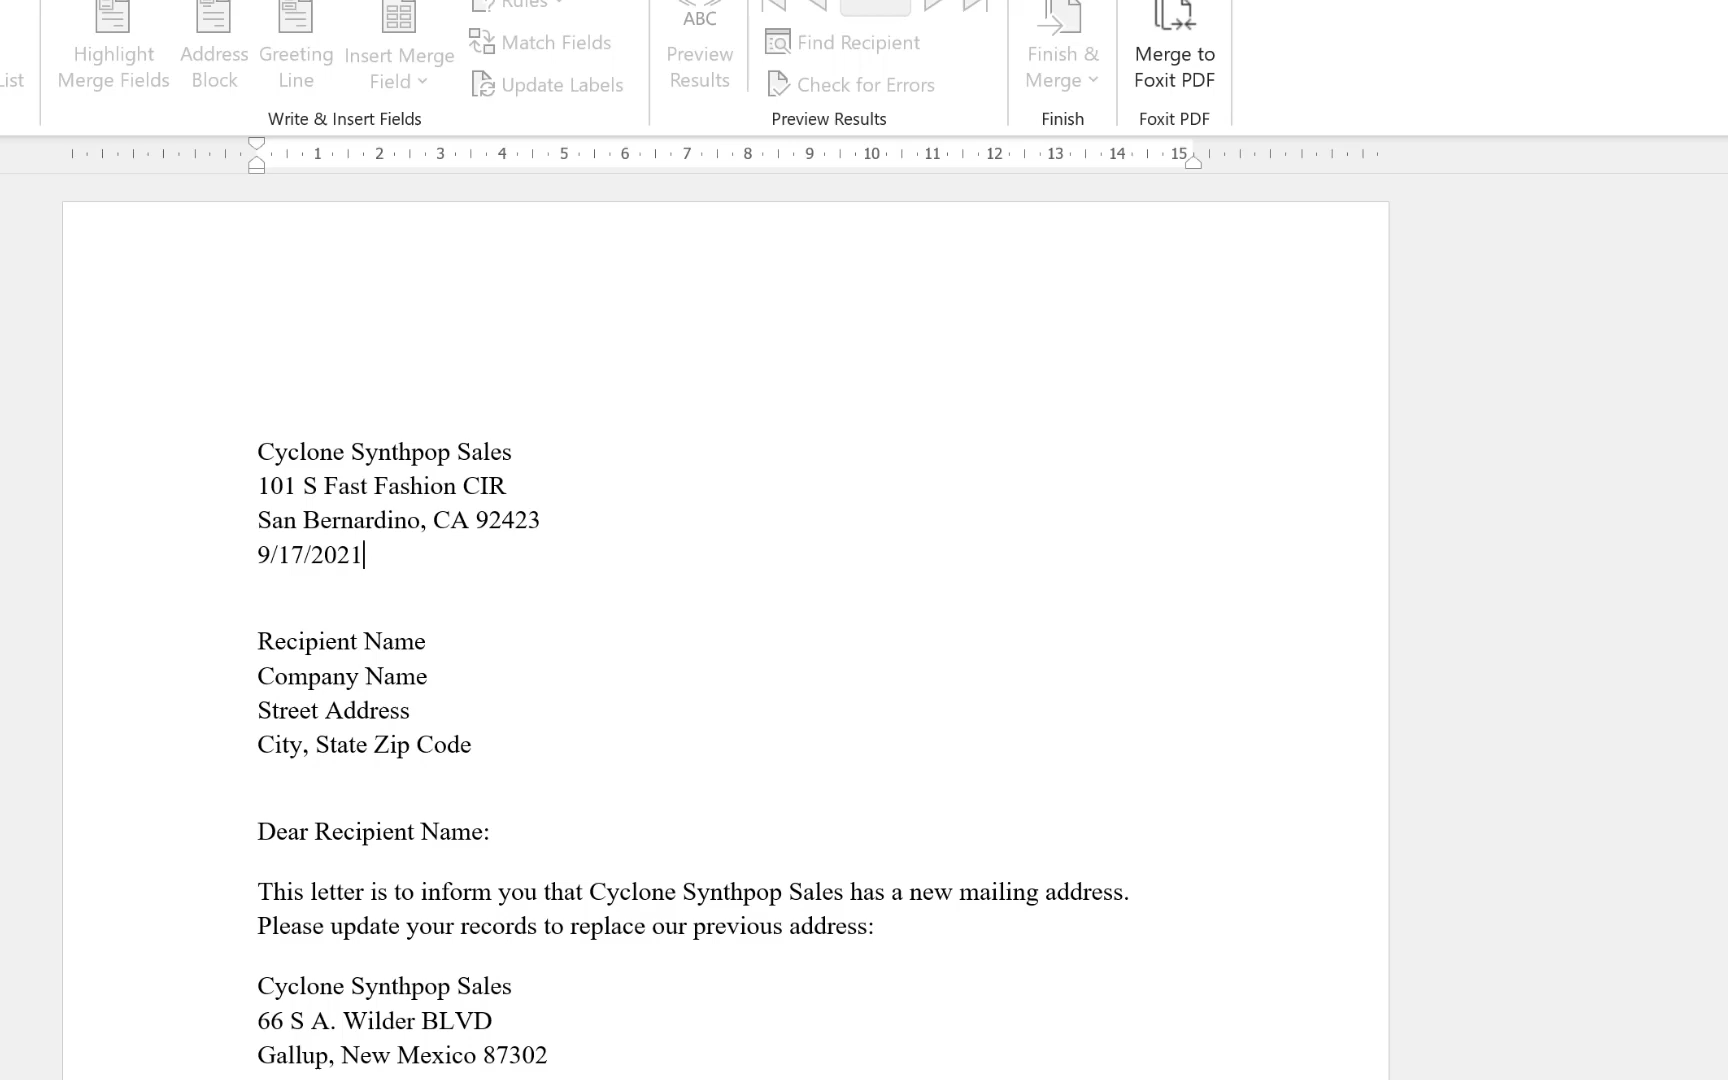 Rules
ABC
Match Fields
Find Recipient
Highlight Merge Fields
Address Block
Greeting Line
Insert Merge Field
Update Labels
Preview Results
Check for Errors
Finish & Merge
Merge to Foxit PDF
List
Write & Insert Fields
Preview Results
Finish
Foxit PDF
1 2 3 4 5 6 7 8 9 10 11 12 13 14 15
Cyclone Synthpop Sales
101 S Fast Fashion CIR
San Bernardino, CA 92423
9/17/2021
Recipient Name
Company Name
Street Address
City, State Zip Code
Dear Recipient Name:
This letter is to inform you that Cyclone Synthpop Sales has a new mailing address.
Please update your records to replace our previous address:
Cyclone Synthpop Sales
66 S A. Wilder BLVD
Gallup, New Mexico 87302